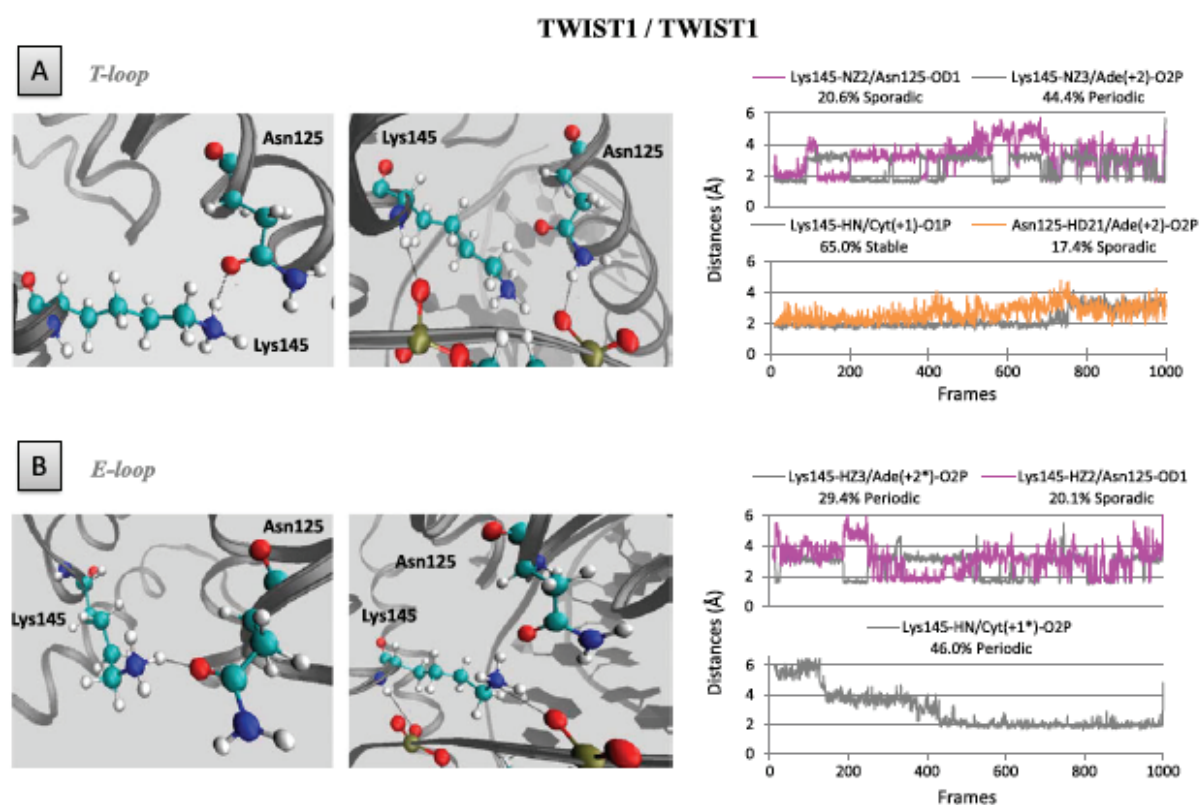 TWIST1 / TWIST1
A
T-loop
Asn125
Lys145
Lys145
Asn125
Lys145-NZ2/Asn125-OD1
20.6% Sporadic
Lys145-NZ3/Ade(+2)-O2P
44.4% Periodic
6
4
2
0
Lys145-HN/Cyt(+1)-O1P
65.0% Stable
Asn125-HD21/Ade(+2)-O2P
17.4% Sporadic
6
4
2
0
Distances (Å)
0 200 400 600 800 1000
Frames
B
E-loop
Asn125
Lys145
Asn125
Lys145
Lys145-HZ3/Ade(+2*)-O2P
29.4% Periodic
Lys145-HZ2/Asn125-OD1
20.1% Sporadic
6
4
2
0
Lys145-HN/Cyt(+1*)-O2P
46.0% Periodic
6
4
2
0
Distances (Å)
0 200 400 600 800 1000
Frames